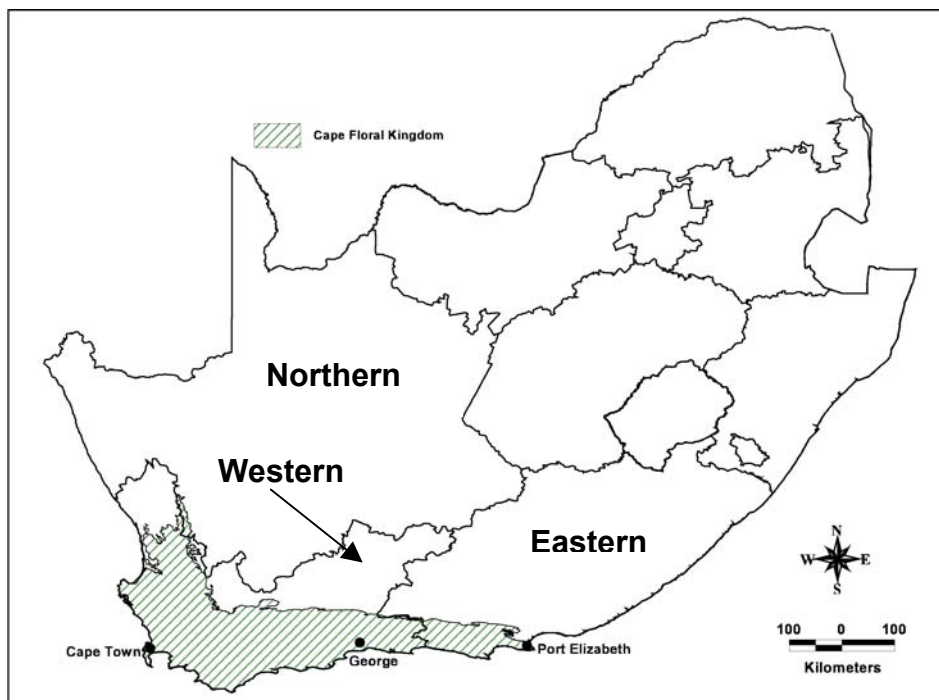 Cape Floral Kingdom
Northern
Western
Eastern
N
W E
S
Cape Town
George
Port Elizabeth
100 0 100
Kilometers